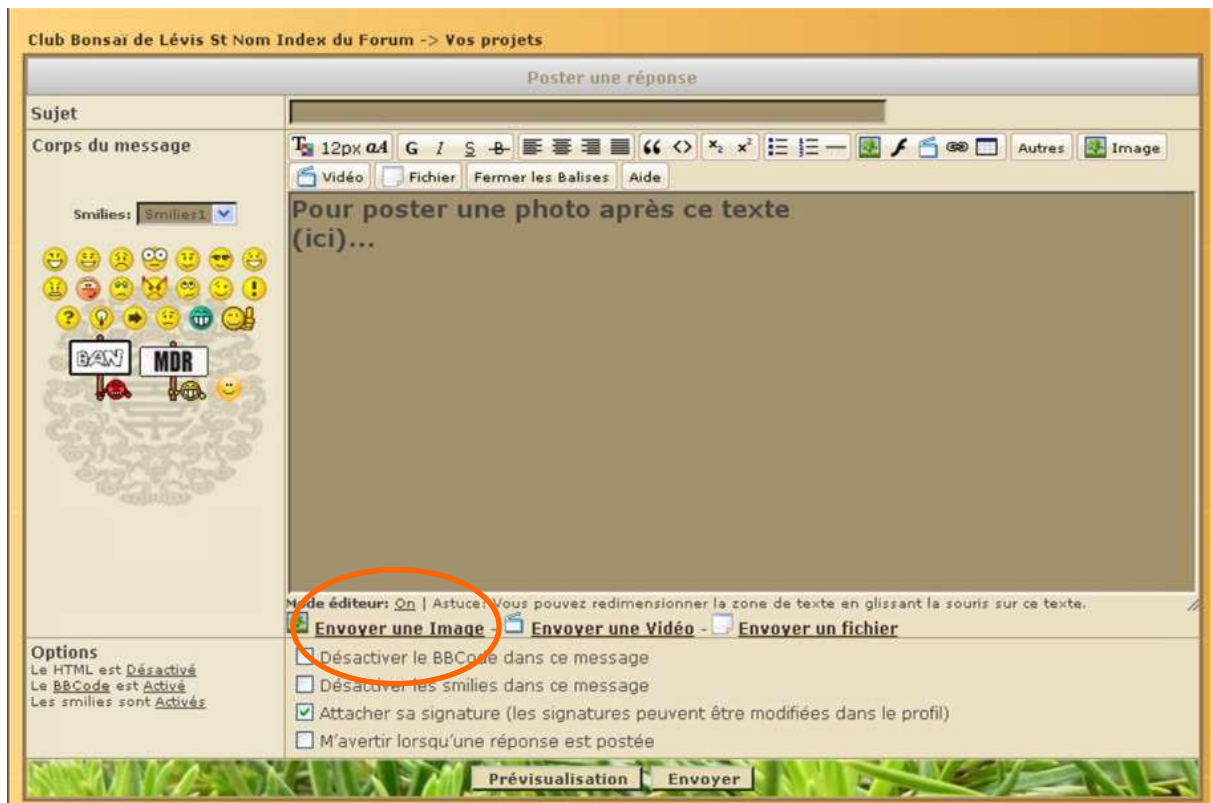 Club Bonsaï de Lévis St Nom Index du Forum -> Vos projets
Poster une réponse
Sujet
Corps du message
12px aA G I S B “ <> x₂ x² f Autres Image
Vidéo Fichier Fermer les Balises Aide
Smilies: Smilies1
BAN MDR
Pour poster une photo après ce texte
(ici)...
Mode éditeur: On | Astuce: Vous pouvez redimensionner la zone de texte en glissant la souris sur ce texte.
Envoyer une Image - Envoyer une Vidéo - Envoyer un fichier
Options
Le HTML est Désactivé
Le BBCode est Activé
Les smilies sont Activés
Désactiver le BBCode dans ce message
Désactiver les smilies dans ce message
Attacher sa signature (les signatures peuvent être modifiées dans le profil)
M'avertir lorsqu'une réponse est postée
Prévisualisation Envoyer